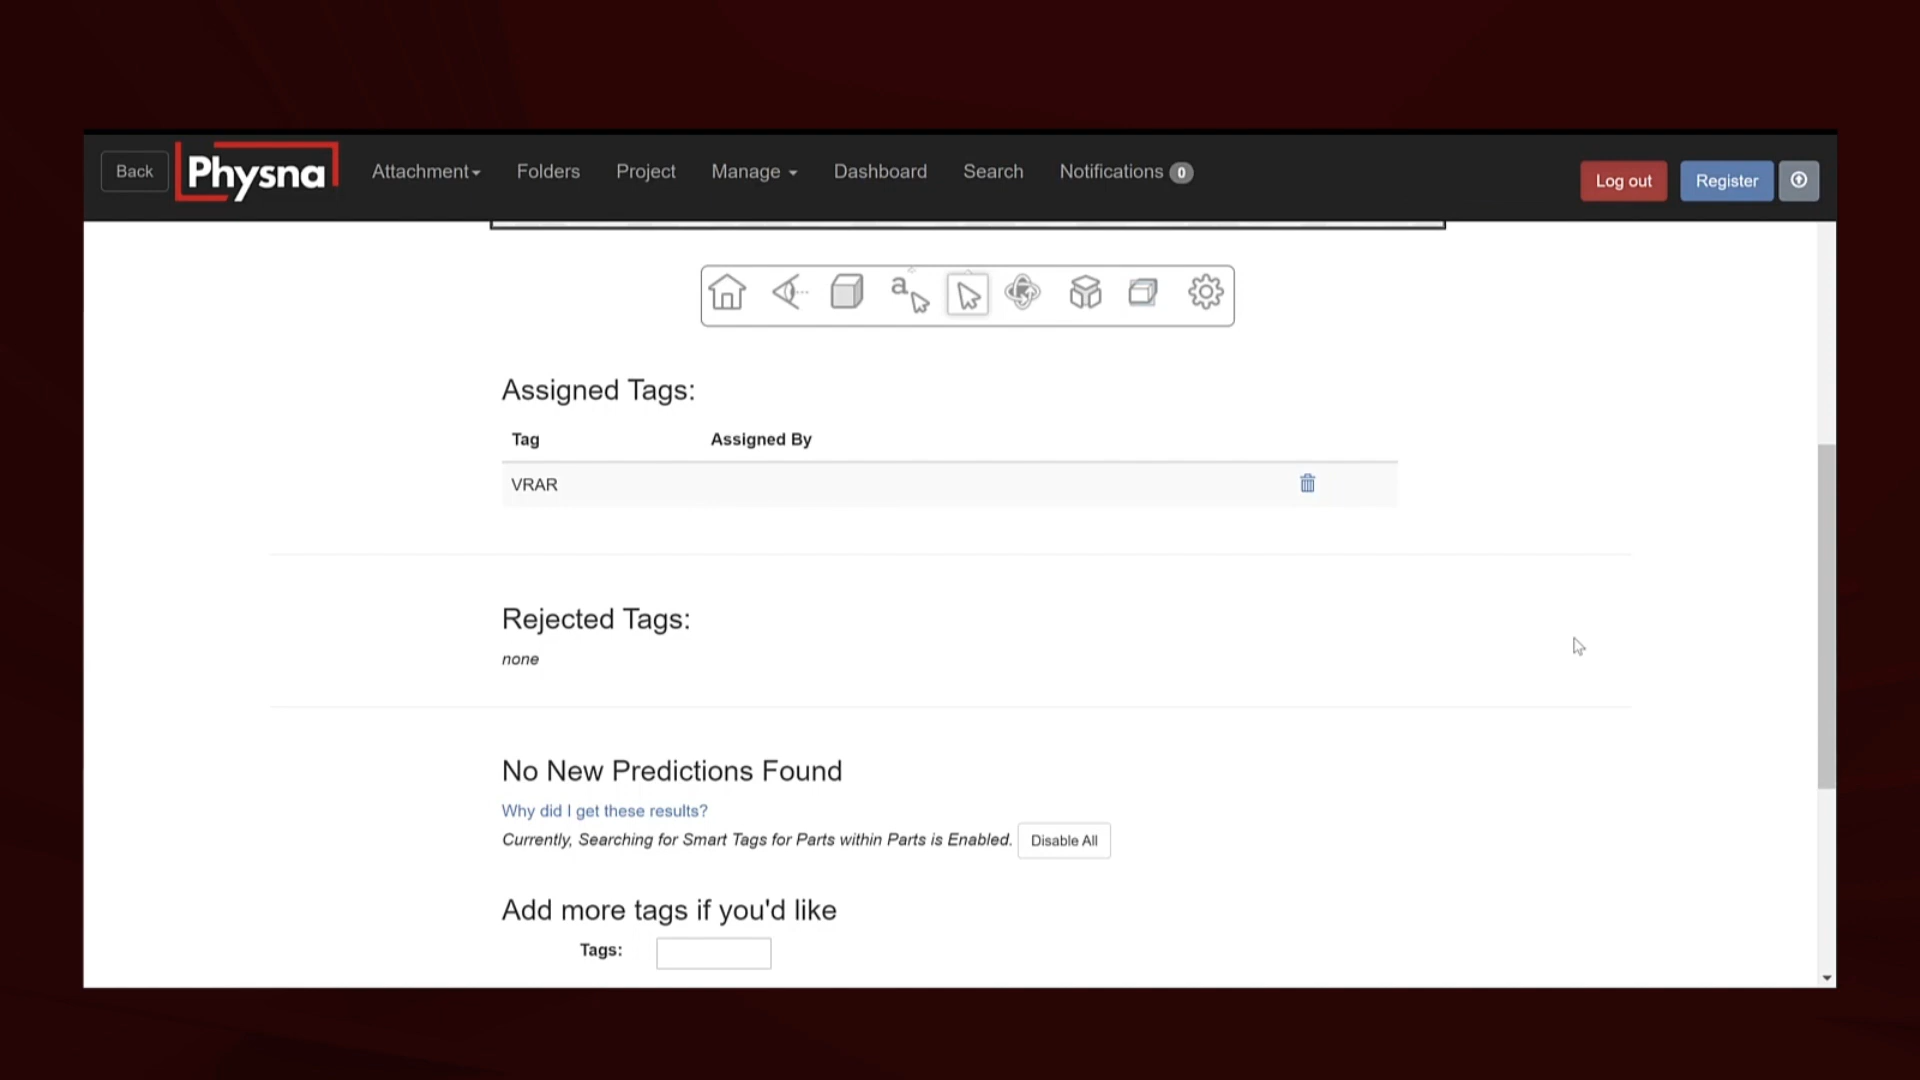 Back Physna Attachment Folders Project Manage Dashboard Search Notifications 0 Log out Register
a
Assigned Tags:
Tag Assigned By
VRAR
Rejected Tags:
none
No New Predictions Found
Why did I get these results?
Currently, Searching for Smart Tags for Parts within Parts is Enabled. Disable All
Add more tags if you'd like
Tags: